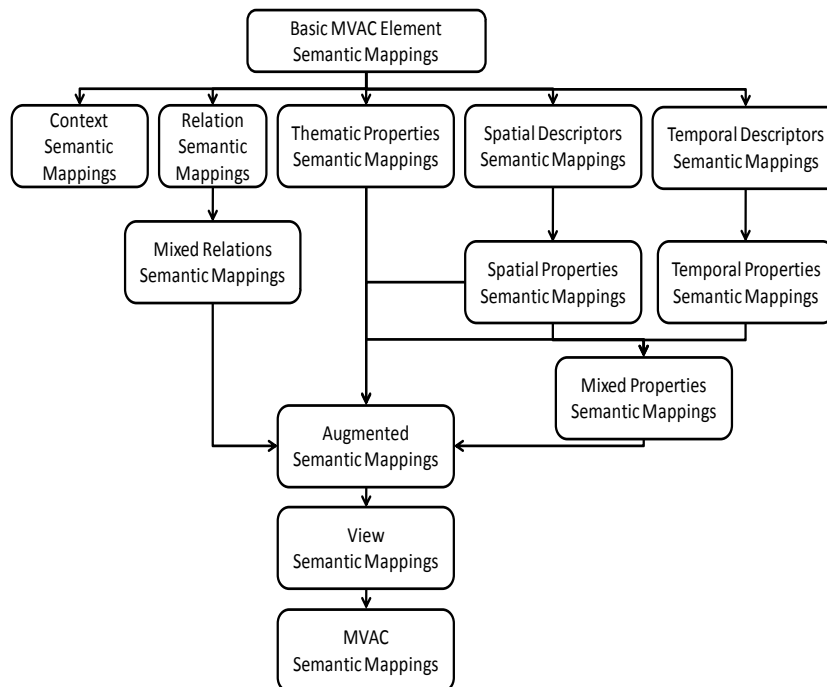 Basic MVAC Element
Semantic Mappings
Context
Semantic
Mappings
Relation
Semantic
Mappings
Thematic Properties
Semantic Mappings
Spatial Descriptors
Semantic Mappings
Temporal Descriptors
Semantic Mappings
Mixed Relations
Semantic Mappings
Spatial Properties
Semantic Mappings
Temporal Properties
Semantic Mappings
Mixed Properties
Semantic Mappings
Augmented
Semantic Mappings
View
Semantic Mappings
MVAC
Semantic Mappings